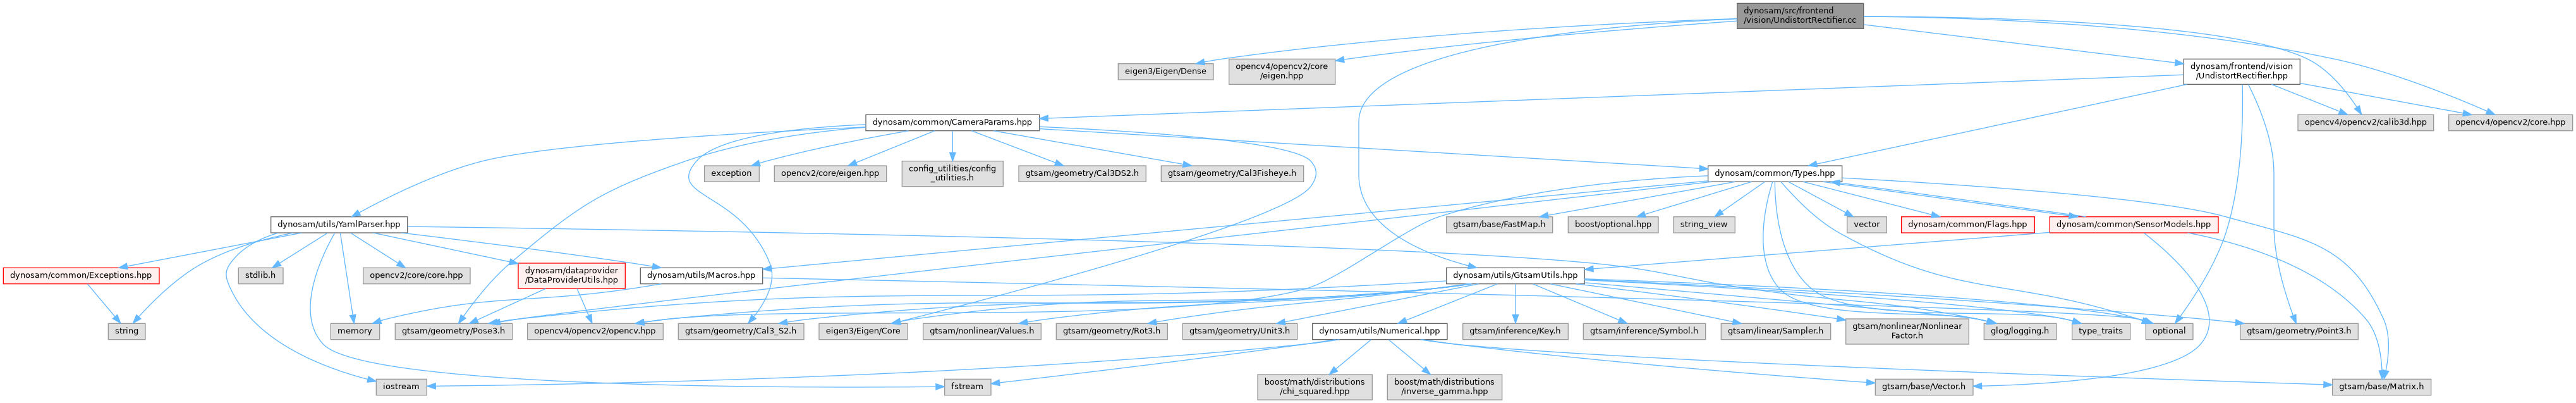 dynosam/src/frontend
/vision/UndistortRectifier.cc
eigen3/Eigen/Dense
opencv4/opencv2/core
/eigen.hpp
dynosam/frontend/vision
/UndistortRectifier.hpp
dynosam/common/CameraParams.hpp
opencv4/opencv2/calib3d.hpp
opencv4/opencv2/core.hpp
exception
opencv2/core/eigen.hpp
config_utilities/config
_utilities.h
gtsam/geometry/Cal3DS2.h
gtsam/geometry/Cal3Fisheye.h
dynosam/common/Types.hpp
dynosam/utils/YamlParser.hpp
gtsam/base/FastMap.h
boost/optional.hpp
string_view
vector
dynosam/common/Flags.hpp
dynosam/common/SensorModels.hpp
dynosam/common/Exceptions.hpp
stdlib.h
opencv2/core/core.hpp
dynosam/dataprovider
/DataProviderUtils.hpp
dynosam/utils/Macros.hpp
dynosam/utils/GtsamUtils.hpp
string
memory
gtsam/geometry/Pose3.h
opencv4/opencv2/opencv.hpp
gtsam/geometry/Cal3_S2.h
eigen3/Eigen/Core
gtsam/nonlinear/Values.h
gtsam/geometry/Rot3.h
gtsam/geometry/Unit3.h
dynosam/utils/Numerical.hpp
gtsam/inference/Key.h
gtsam/inference/Symbol.h
gtsam/linear/Sampler.h
gtsam/nonlinear/Nonlinear
Factor.h
glog/logging.h
type_traits
optional
gtsam/geometry/Point3.h
iostream
fstream
boost/math/distributions
/chi_squared.hpp
boost/math/distributions
/inverse_gamma.hpp
gtsam/base/Vector.h
gtsam/base/Matrix.h